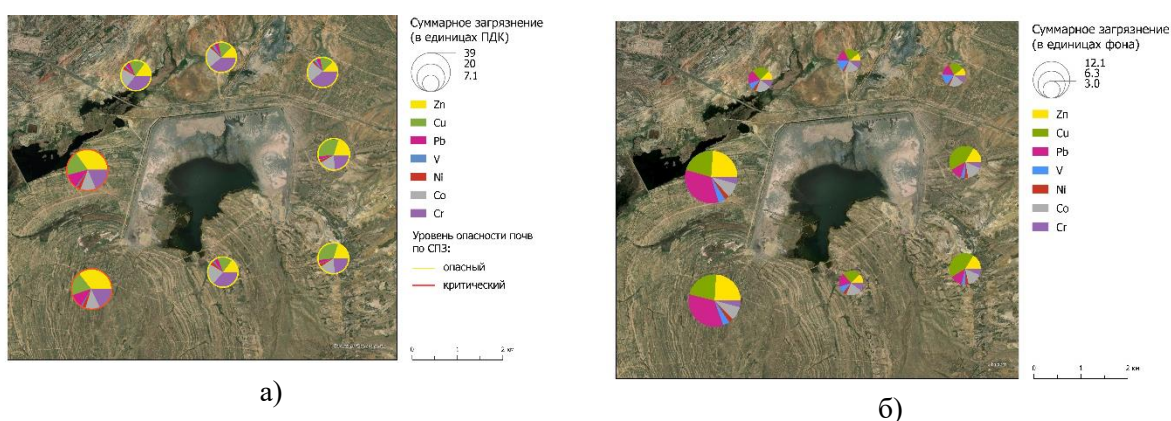 Суммарное загрязнение
(в единицах ПДК)
39
20
7.1
Zn
Cu
Pb
V
Ni
Co
Cr
Уровень опасности почв
по СПЗ:
опасный
критический
0 1 2 км
а)
Суммарное загрязнение
(в единицах фона)
12.1
6.3
3.0
Zn
Cu
Pb
V
Ni
Co
Cr
0 1 2 км
б)